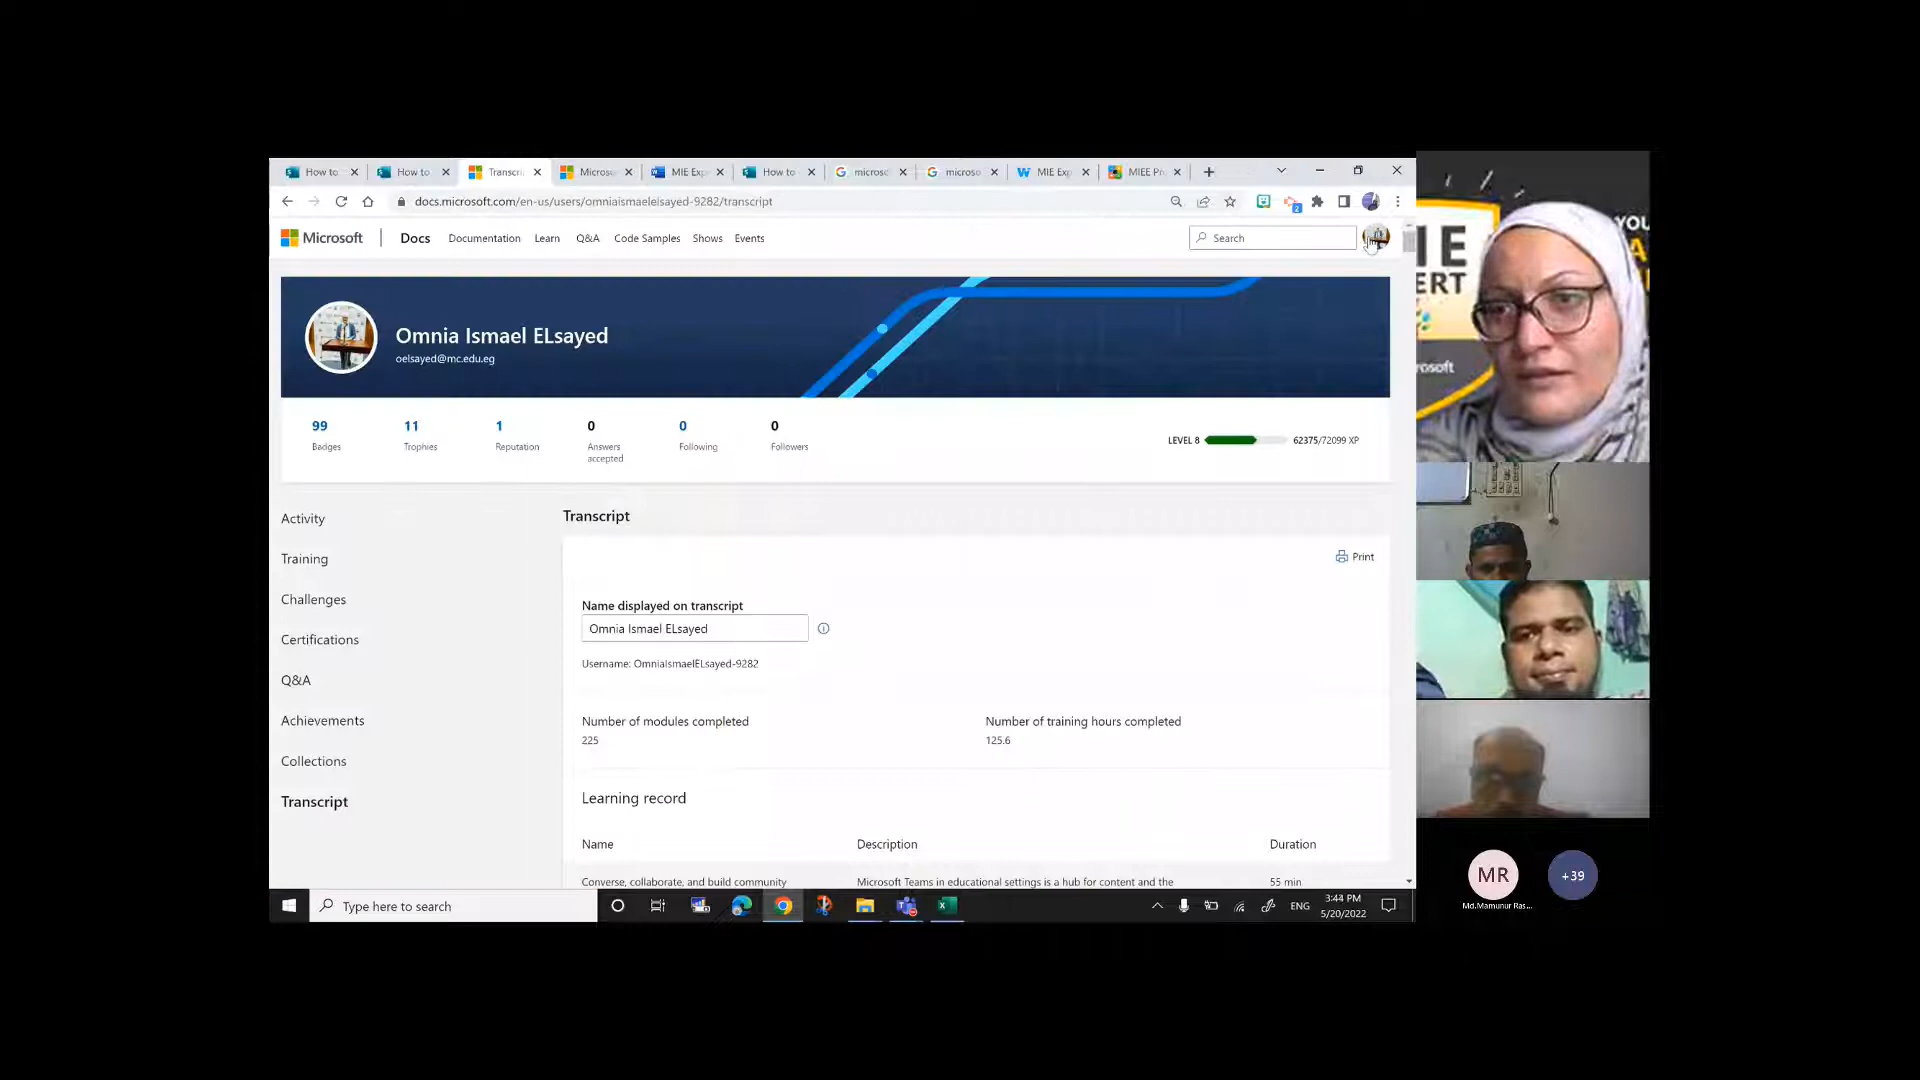 How to
How to
Transcri
Microso
MIE Exp
How to
microso
microso
MIE Exp
MIEE Pr
docs.microsoft.com/en-us/users/omniaismaelelsayed-9282/transcript
Microsoft
Docs
Documentation
Learn
Q&A
Code Samples
Shows
Events
Search
Omnia Ismael ELsayed
oelsayed@mc.edu.eg
99
11
1
0
0
0
Badges
Trophies
Reputation
Answers
accepted
Following
Followers
LEVEL 8
62375/72099 XP
Activity
Training
Challenges
Certifications
Q&A
Achievements
Collections
Transcript
Transcript
Print
Name displayed on transcript
Omnia Ismael ELsayed
Username: OmniaIsmaelELsayed-9282
Number of modules completed
225
Number of training hours completed
125.6
Learning record
Name
Description
Duration
Converse, collaborate, and build community
Microsoft Teams in educational settings is a hub for content and the
55 min
Type here to search
ENG
3:44 PM
5/20/2022
YOU
IE
ERT
osoft
MR
+39
Md.Mamunur Ras...